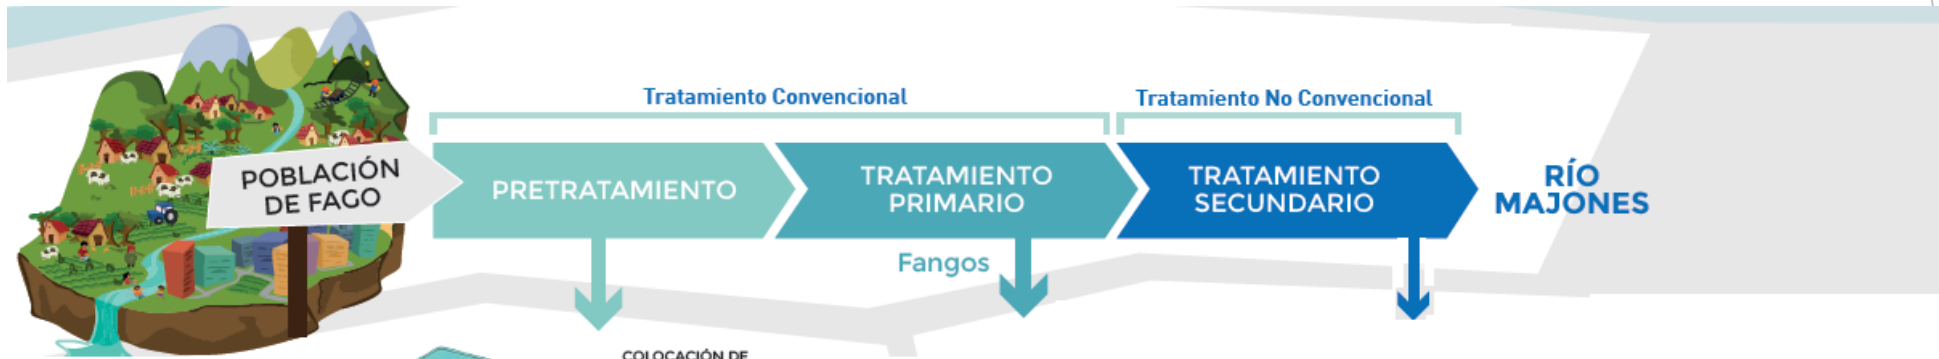 Tratamiento Convencional
Tratamiento No Convencional
POBLACIÓN
DE FAGO
PRETRATAMIENTO
TRATAMIENTO
PRIMARIO
TRATAMIENTO
SECUNDARIO
RÍO
MAJONES
Fangos
COLOCACIÓN DE